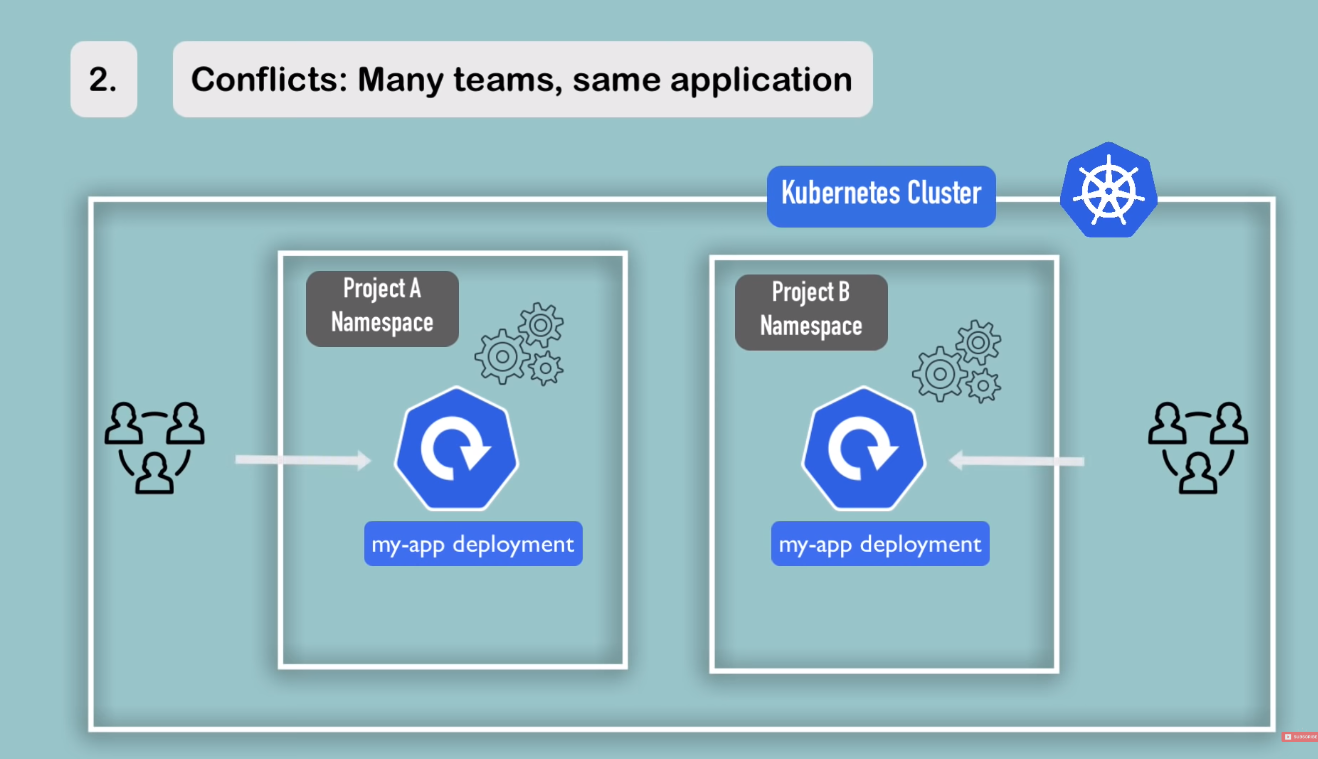 2.
Conflicts: Many teams, same application
Kubernetes Cluster
Project A
Namespace
my-app deployment
Project B
Namespace
my-app deployment